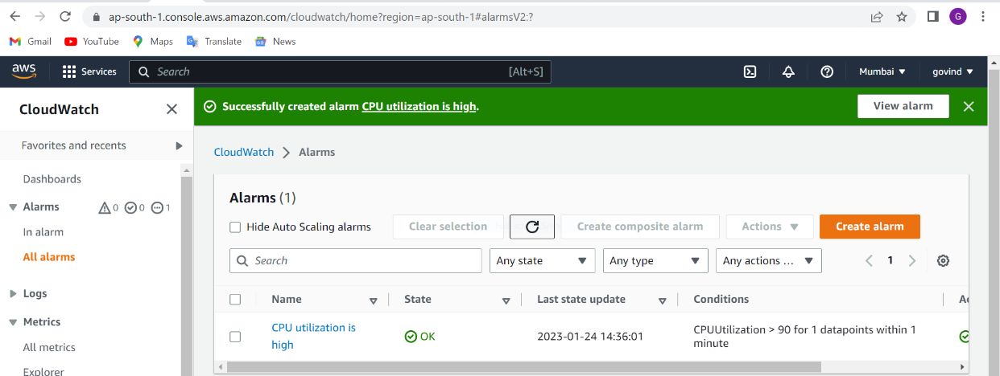 ap-south-1.console.aws.amazon.com/cloudwatch/home?region=ap-south-1#alarmsV2:?
G
Gmail YouTube Maps Translate News
aws Services Search [Alt+S] Mumbai govind
CloudWatch
Successfully created alarm CPU utilization is high. View alarm
Favorites and recents
CloudWatch Alarms
Dashboards
Alarms 0 0 1
In alarm
All alarms
Logs
Metrics
All metrics
Explorer
Alarms (1)
Hide Auto Scaling alarms Clear selection Create composite alarm Actions Create alarm
Search Any state Any type Any actions ... 1
Name State Last state update Conditions
CPU utilization is high OK 2023-01-24 14:36:01 CPUUtilization > 90 for 1 datapoints within 1 minute